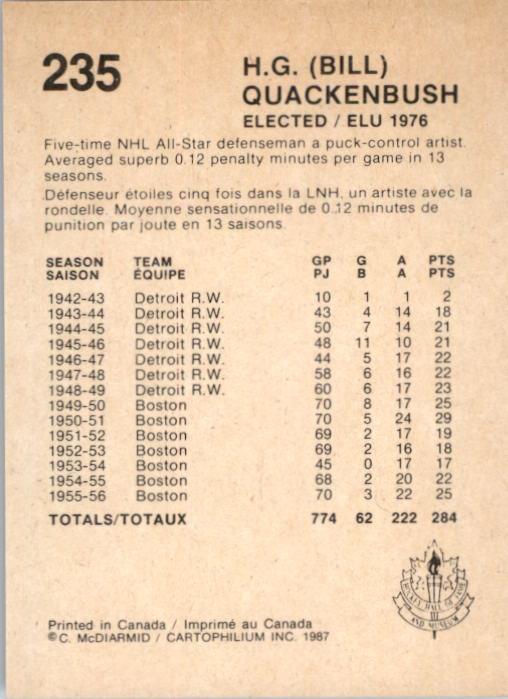 235
H.G. (BILL)
QUACKENBUSH
ELECTED / ELU 1976
Five-time NHL All-Star defenseman a puck-control artist.
Averaged superb 0.12 penalty minutes per game in 13
seasons.
Défenseur étoiles cinq fois dans la LNH, un artiste avec la
rondelle. Moyenne sensationnelle de 0.12 minutes de
punition par joute en 13 saisons.
SEASON TEAM GP G A PTS
SAISON ÉQUIPE PJ B A PTS
1942-43 Detroit R.W. 10 1 1 2
1943-44 Detroit R.W. 43 4 14 18
1944-45 Detroit R.W. 50 7 14 21
1945-46 Detroit R.W. 48 11 10 21
1946-47 Detroit R.W. 44 5 17 22
1947-48 Detroit R.W. 58 6 16 22
1948-49 Detroit R.W. 60 6 17 23
1949-50 Boston 70 8 17 25
1950-51 Boston 70 5 24 29
1951-52 Boston 69 2 17 19
1952-53 Boston 69 2 16 18
1953-54 Boston 45 0 17 17
1954-55 Boston 68 2 20 22
1955-56 Boston 70 3 22 25
TOTALS/TOTAUX 774 62 222 284
HOCKEY HALL OF FAME
AND MUSEUM
Printed in Canada / Imprimé au Canada
©C. McDIARMID / CARTOPHILIUM INC. 1987